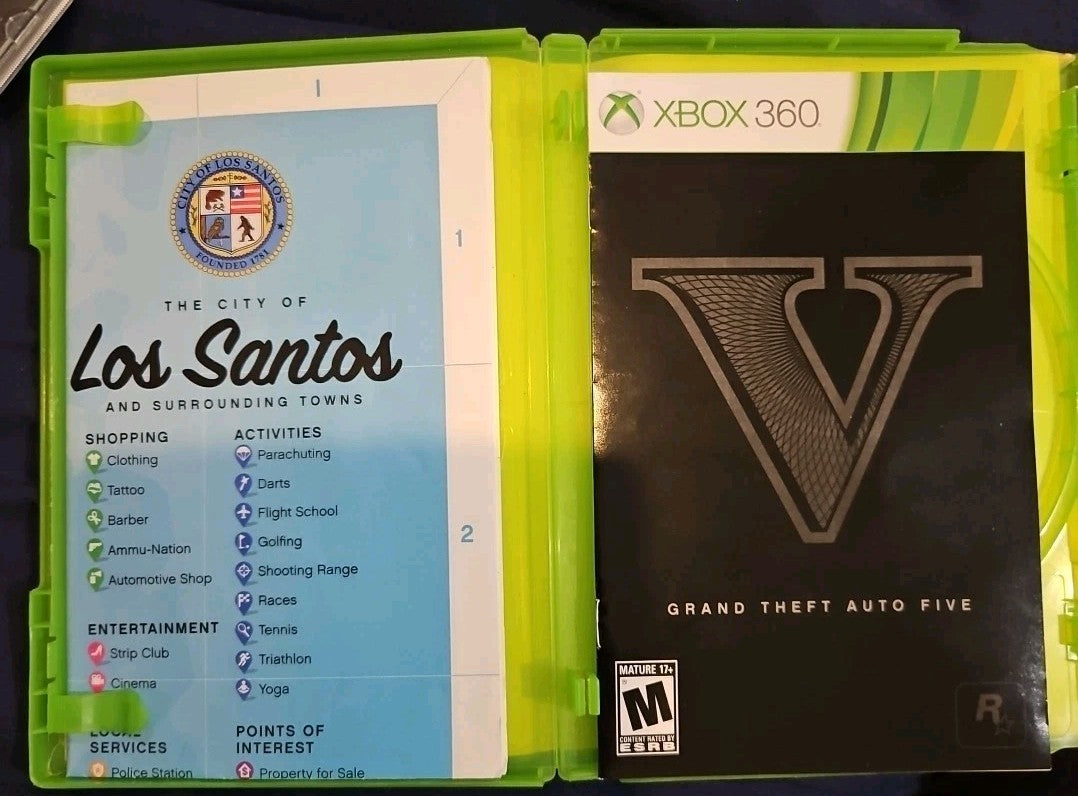 I
CITY OF LOS SANTOS
FOUNDED 1781
THE CITY OF
Los Santos
AND SURROUNDING TOWNS
SHOPPING
Clothing
Tattoo
Barber
Ammu-Nation
Automotive Shop
ENTERTAINMENT
Strip Club
Cinema
LOCAL
SERVICES
Police Station
ACTIVITIES
Parachuting
Darts
Flight School
Golfing
Shooting Range
Races
Tennis
Triathlon
Yoga
POINTS OF
INTEREST
Property for Sale
1
2
XBOX 360
V
GRAND THEFT AUTO FIVE
MATURE 17+
M
CONTENT RATED BY
ESRB
R